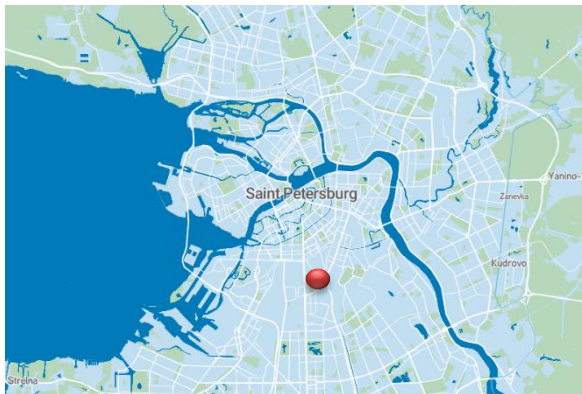 Saint Petersburg
Yanino-
Zanevka
Kudrovo
Strelna